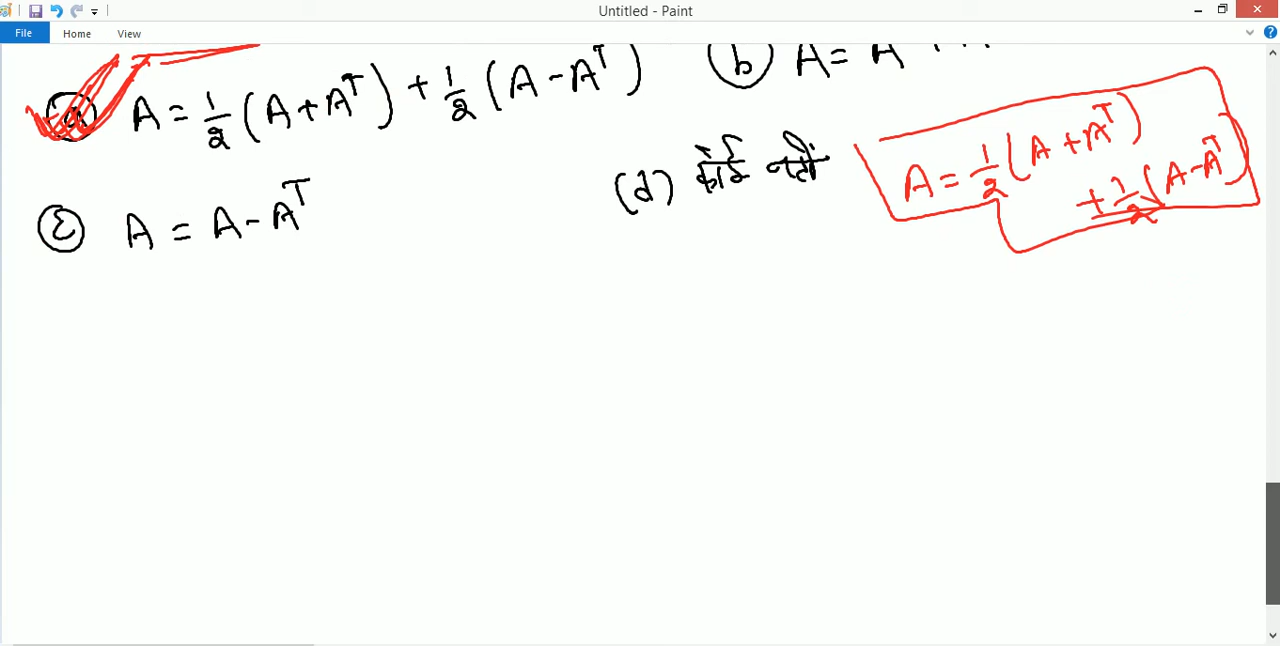 Untitled - Paint
File Home View
(a) A = 1/2 (A + A^T) + 1/2 (A - A^T) (b) A = A
(c) A = A - A^T (d) कोई नहीं
A = 1/2 (A + A^T)
+ 1/2 (A - A^T)